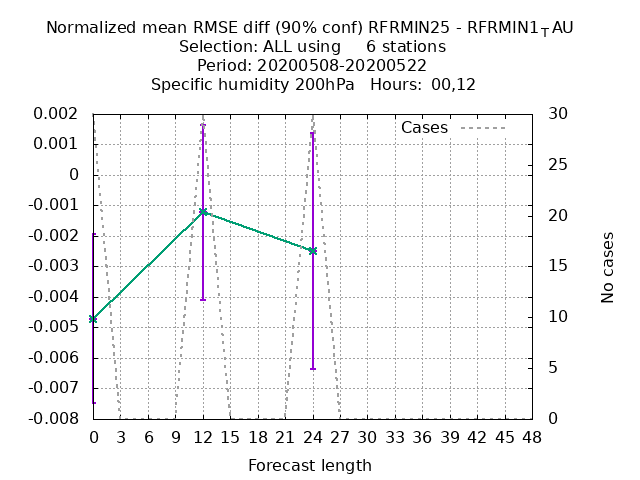 Normalized mean RMSE diff (90% conf) RFRMIN25 - RFRMIN1_TAU
Selection: ALL using 6 stations
Period: 20200508-20200522
Specific humidity 200hPa Hours: 00,12
Cases
0.002
0.001
0
-0.001
-0.002
-0.003
-0.004
-0.005
-0.006
-0.007
-0.008
30
25
20
15
10
5
0
No cases
0 3 6 9 12 15 18 21 24 27 30 33 36 39 42 45 48
Forecast length